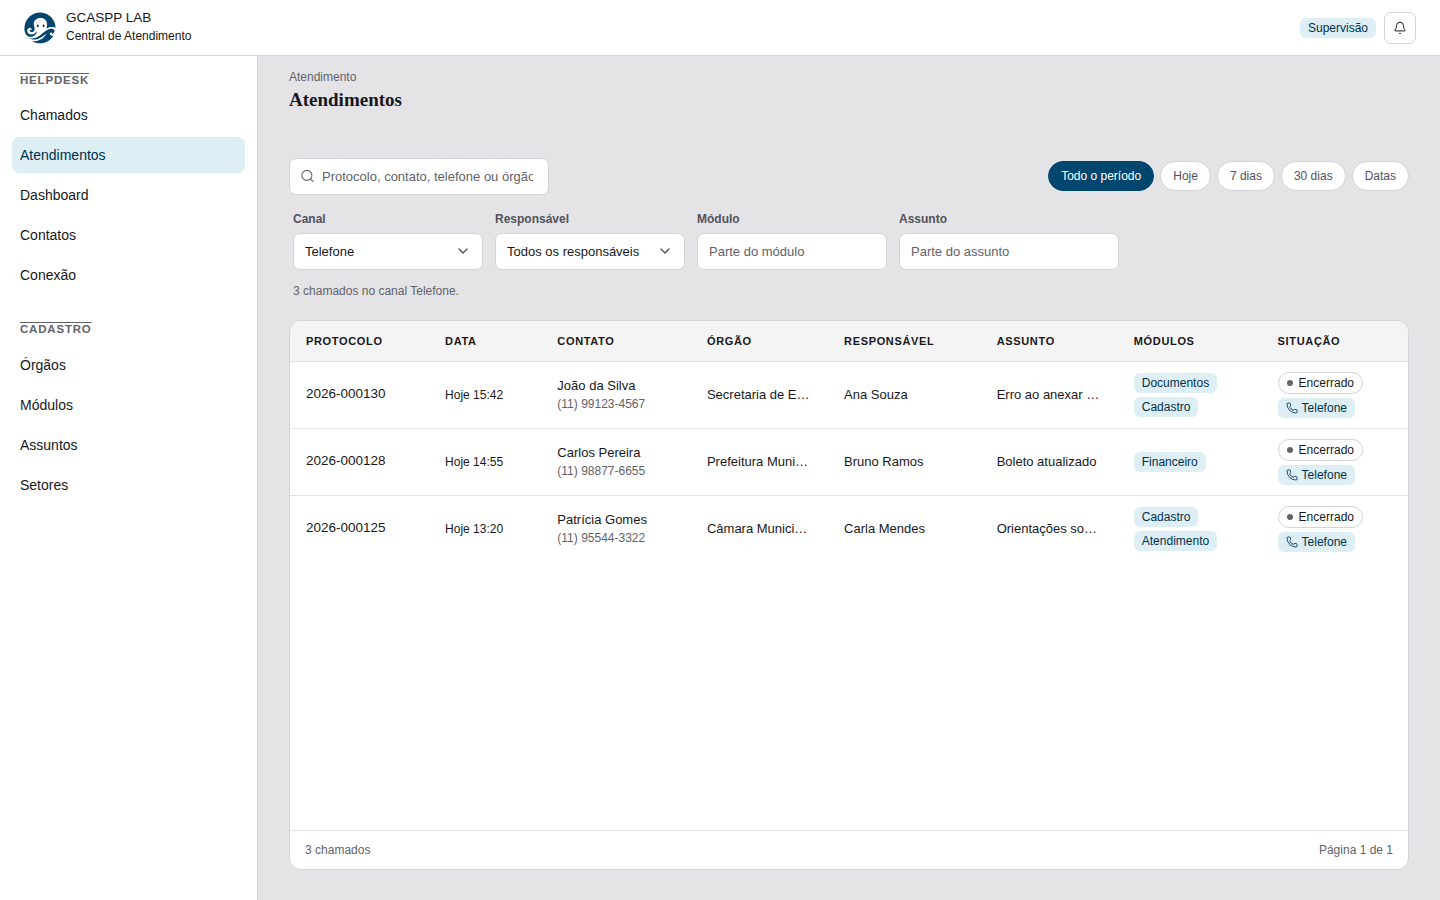 GCASPP LAB
Central de Atendimento
Supervisão
HELPDESK
Chamados
Atendimentos
Dashboard
Contatos
Conexão
CADASTRO
Órgãos
Módulos
Assuntos
Setores
Atendimento
Atendimentos
Protocolo, contato, telefone ou órgão
Todo o período Hoje 7 dias 30 dias Datas
Canal Responsável Módulo Assunto
Telefone Todos os responsáveis Parte do módulo Parte do assunto
3 chamados no canal Telefone.
PROTOCOLO DATA CONTATO ÓRGÃO RESPONSÁVEL ASSUNTO MÓDULOS SITUAÇÃO
2026-000130 Hoje 15:42 João da Silva (11) 99123-4567 Secretaria de E… Ana Souza Erro ao anexar … Documentos Cadastro Encerrado Telefone
2026-000128 Hoje 14:55 Carlos Pereira (11) 98877-6655 Prefeitura Muni… Bruno Ramos Boleto atualizado Financeiro Encerrado Telefone
2026-000125 Hoje 13:20 Patrícia Gomes (11) 95544-3322 Câmara Munici… Carla Mendes Orientações so… Cadastro Atendimento Encerrado Telefone
3 chamados Página 1 de 1